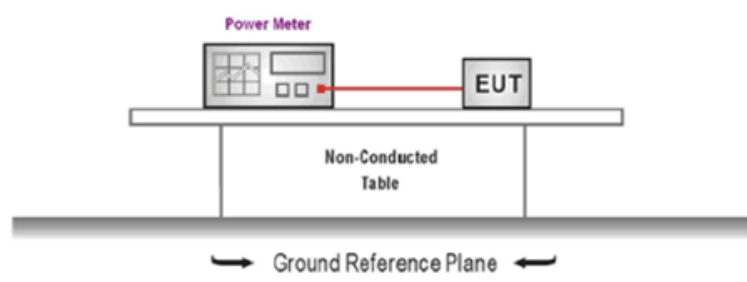 Power Meter
EUT
Non-Conducted
Table
Ground Reference Plane